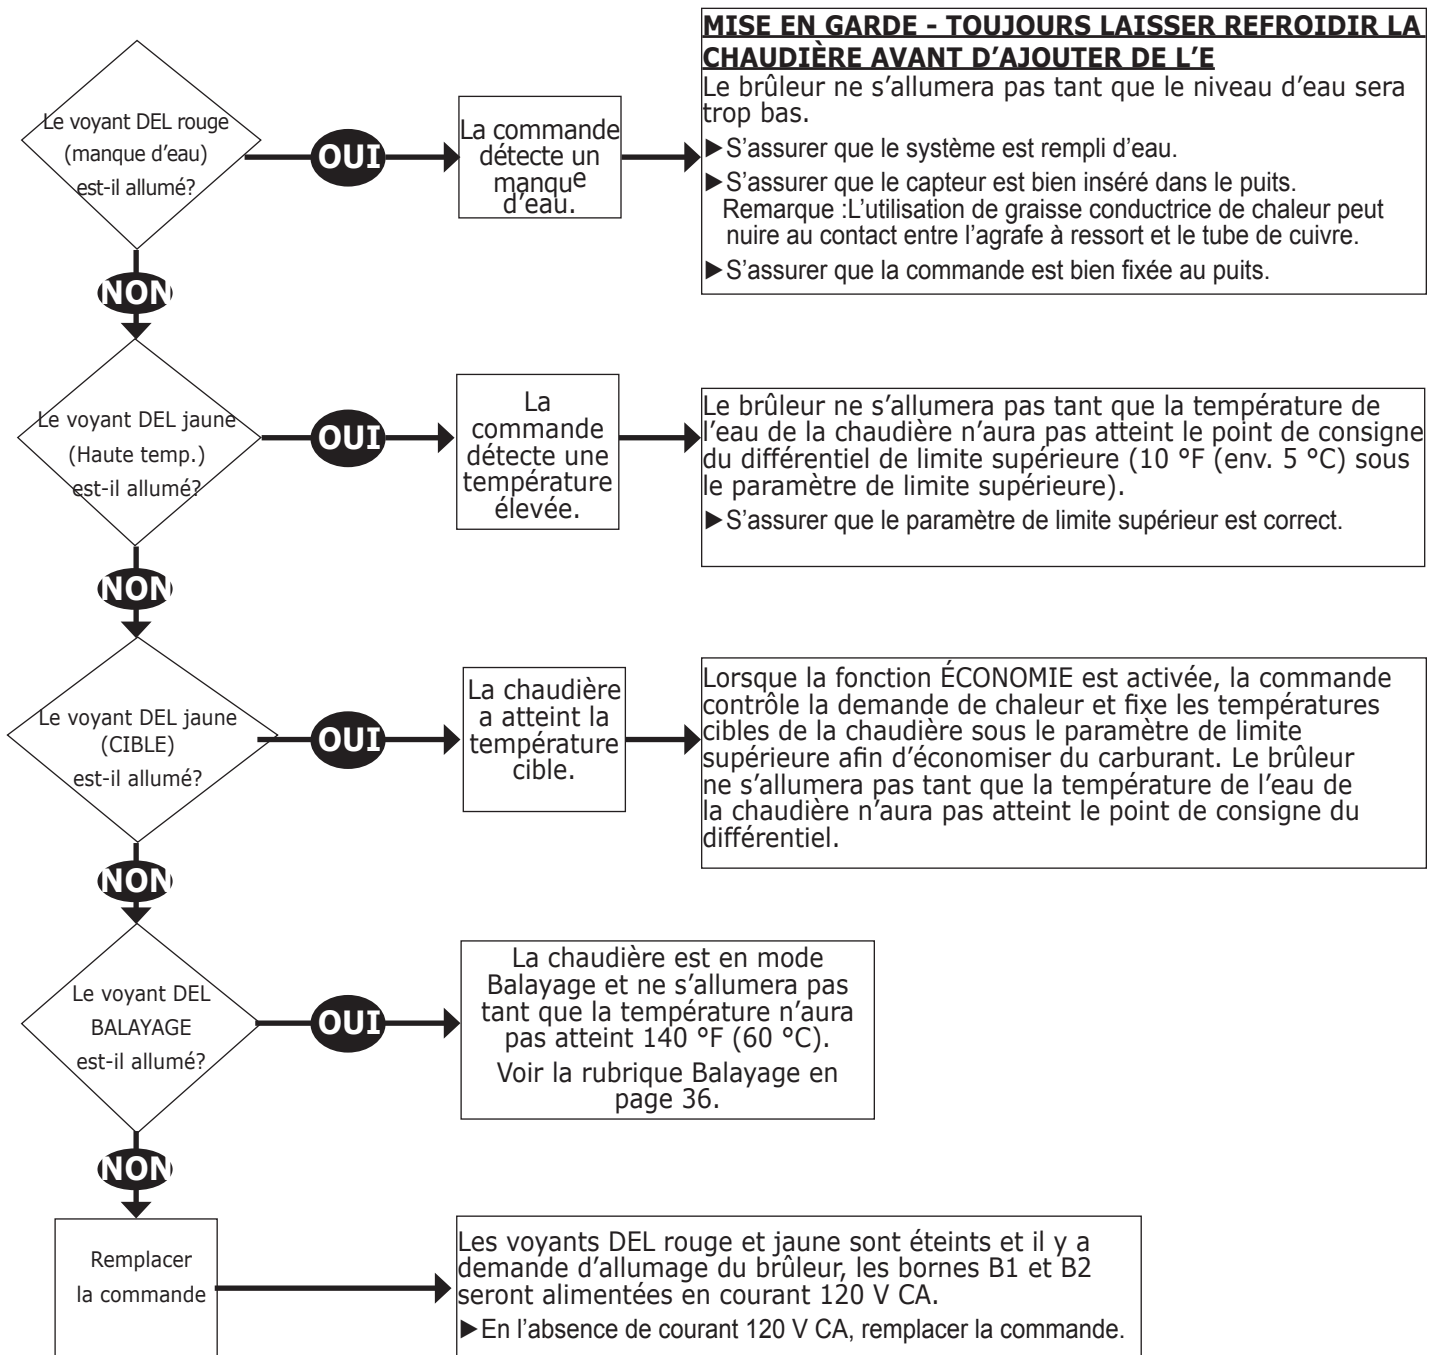 MISE EN GARDE - TOUJOURS LAISSER REFROIDIR LA
CHAUDIÈRE AVANT D’AJOUTER DE L’E
Le brûleur ne s’allumera pas tant que le niveau d’eau sera
trop bas.
►S’assurer que le système est rempli d’eau.
►S’assurer que le capteur est bien inséré dans le puits.
Remarque :L’utilisation de graisse conductrice de chaleur peut
nuire au contact entre l’agrafe à ressort et le tube de cuivre.
►S’assurer que la commande est bien fixée au puits.
Le voyant DEL rouge
(manque d’eau)
est-il allumé?
OUI
La commande
détecte un
manque
d’eau.
NON
Le voyant DEL jaune
(Haute temp.)
est-il allumé?
OUI
La
commande
détecte une
température
élevée.
Le brûleur ne s’allumera pas tant que la température de
l’eau de la chaudière n’aura pas atteint le point de consigne
du différentiel de limite supérieure (10 °F (env. 5 °C) sous
le paramètre de limite supérieure).
►S’assurer que le paramètre de limite supérieur est correct.
NON
Le voyant DEL jaune
(CIBLE)
est-il allumé?
OUI
La chaudière
a atteint la
température
cible.
Lorsque la fonction ÉCONOMIE est activée, la commande
contrôle la demande de chaleur et fixe les températures
cibles de la chaudière sous le paramètre de limite
supérieure afin d’économiser du carburant. Le brûleur
ne s’allumera pas tant que la température de l’eau de
la chaudière n’aura pas atteint le point de consigne du
différentiel.
NON
Le voyant DEL
BALAYAGE
est-il allumé?
OUI
La chaudière est en mode
Balayage et ne s’allumera pas
tant que la température n’aura
pas atteint 140 °F (60 °C).
Voir la rubrique Balayage en
page 36.
NON
Remplacer
la commande
Les voyants DEL rouge et jaune sont éteints et il y a
demande d’allumage du brûleur, les bornes B1 et B2
seront alimentées en courant 120 V CA.
►En l’absence de courant 120 V CA, remplacer la commande.